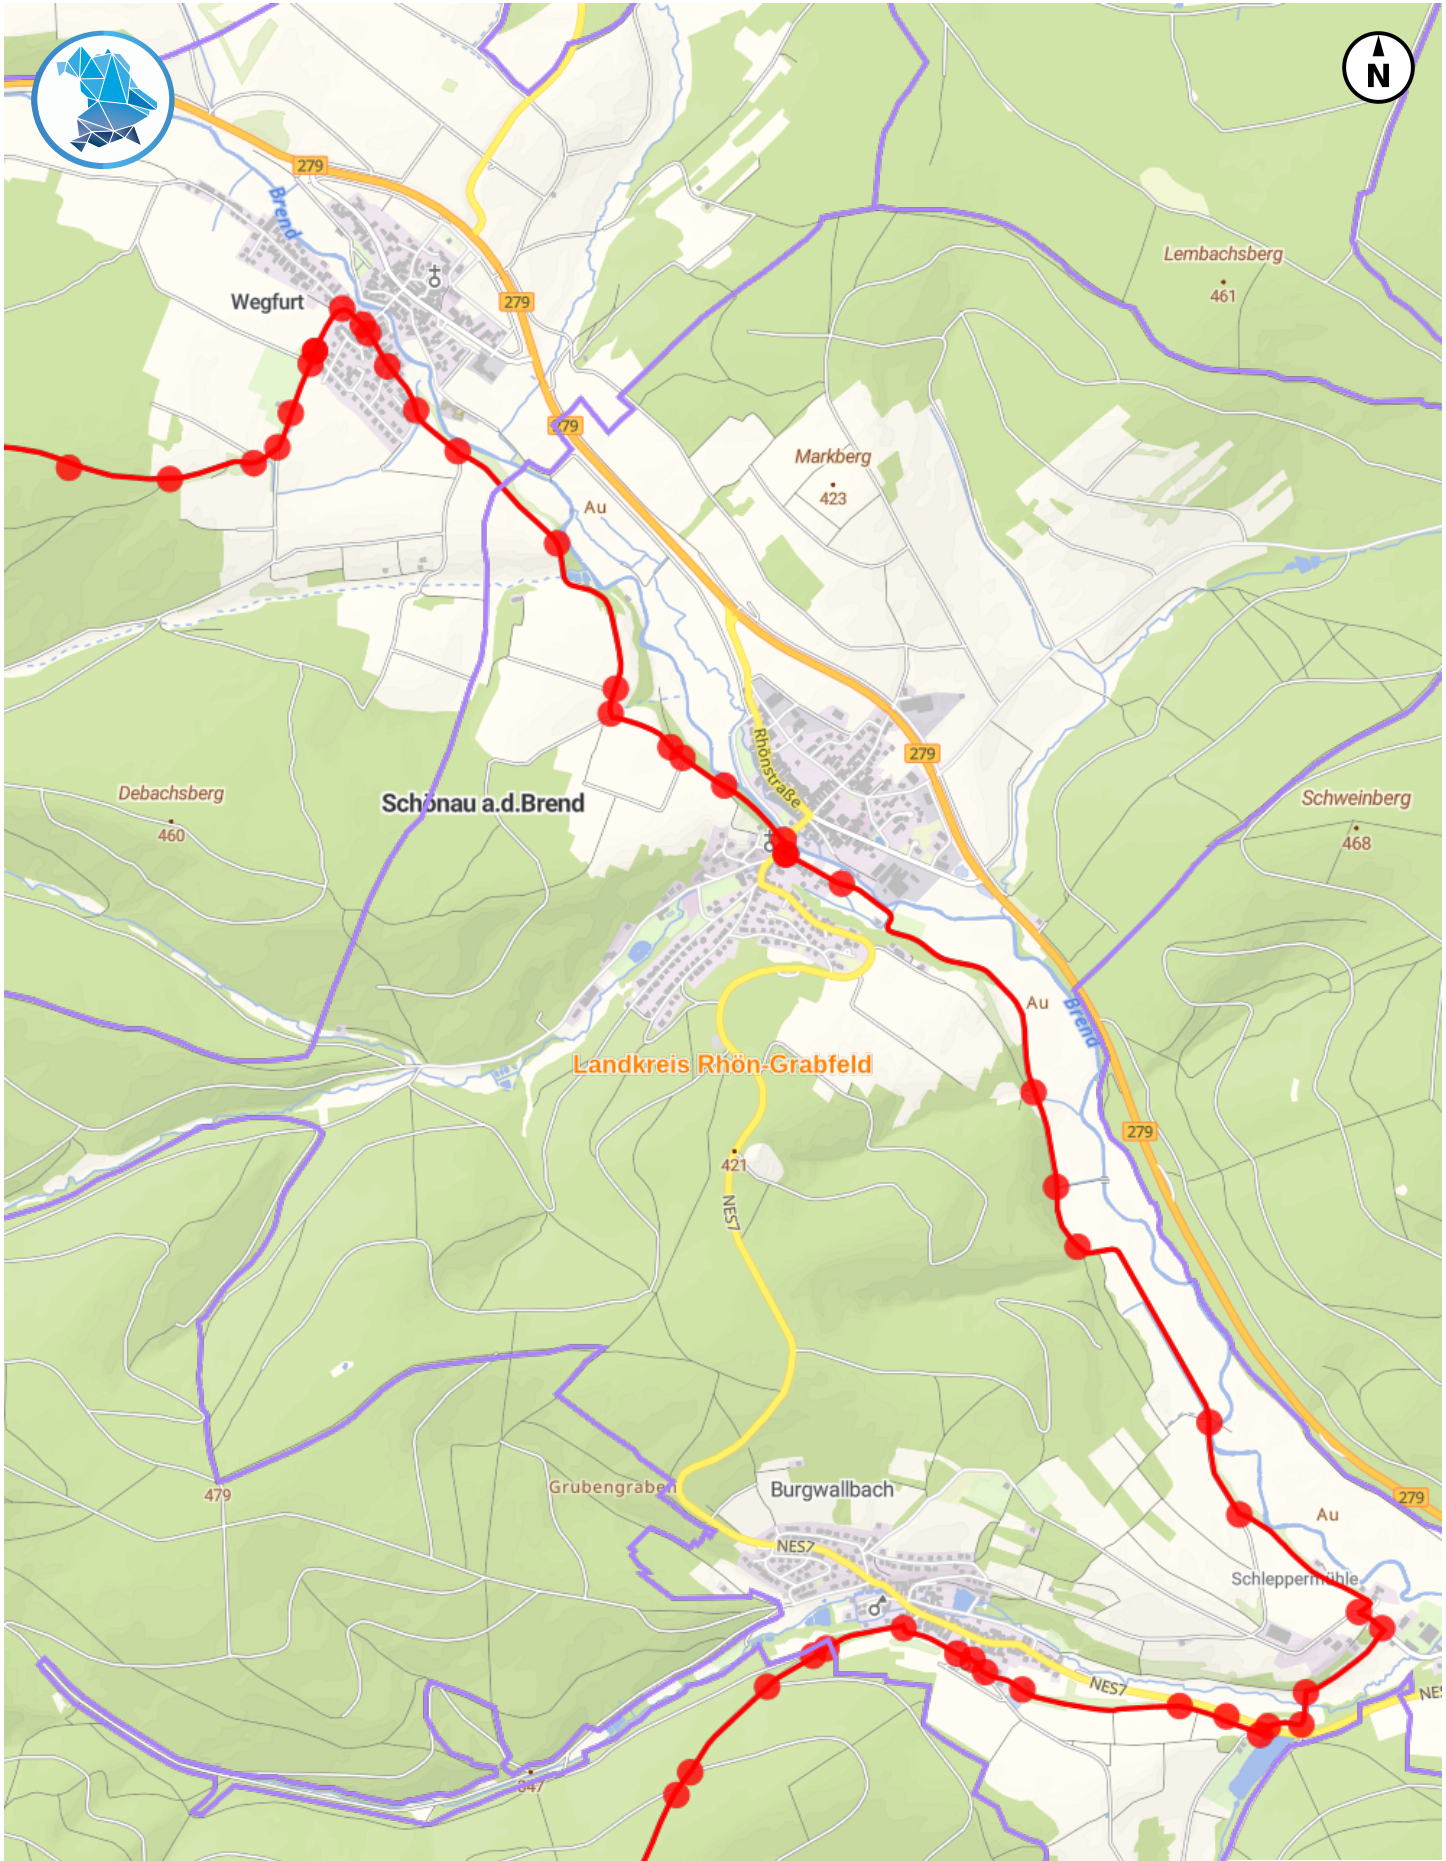 N
279
Brend
Lembachsberg
461
Wegfurt
279
279
Markberg
423
Au
Rhönstraße
279
Debachsberg
460
Schönau a.d.Brend
Schweinberg
468
Au
Brend
Landkreis Rhön-Grabfeld
279
421
NES7
479
Grubengraben
Burgwallbach
279
Au
NES7
Schleppermühle
NES7
NES
347